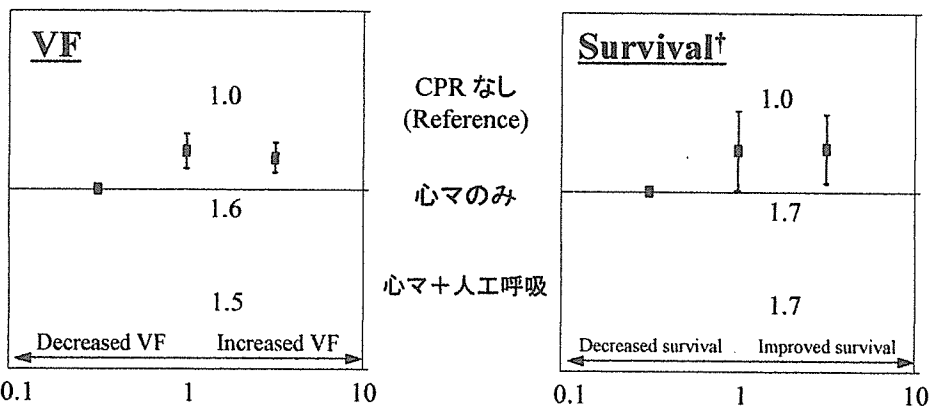 VF
1.0
1.6
1.5
Decreased VF Increased VF
0.1 1 10
CPR なし
(Reference)
心マのみ
心マ＋人工呼吸
Survival†
1.0
1.7
1.7
Decreased survival Improved survival
0.1 1 10